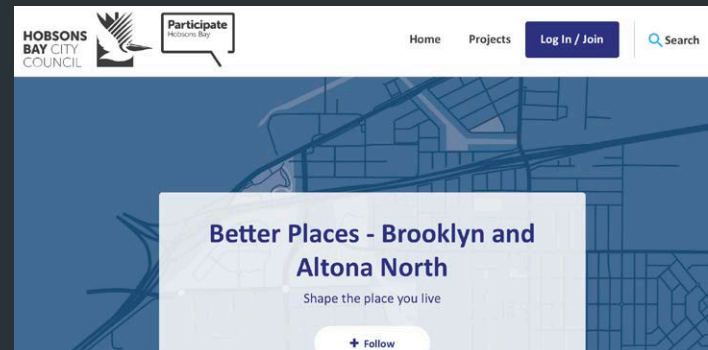 HOBSONS
BAY CITY
COUNCIL
Participate
Hobsons Bay
Home Projects Log In / Join Search
Better Places - Brooklyn and
Altona North
Shape the place you live
+ Follow